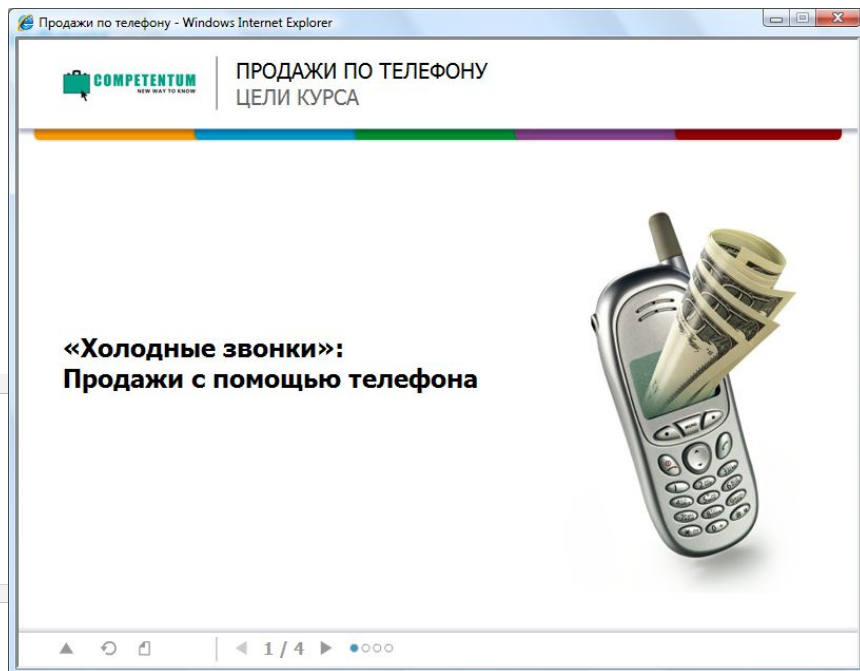 Продажи по телефону - Windows Internet Explorer
COMPETENTUM
NEW WAY TO KNOW
ПРОДАЖИ ПО ТЕЛЕФОНУ
ЦЕЛИ КУРСА
«Холодные звонки»:
Продажи с помощью телефона
MENU
1 / 4